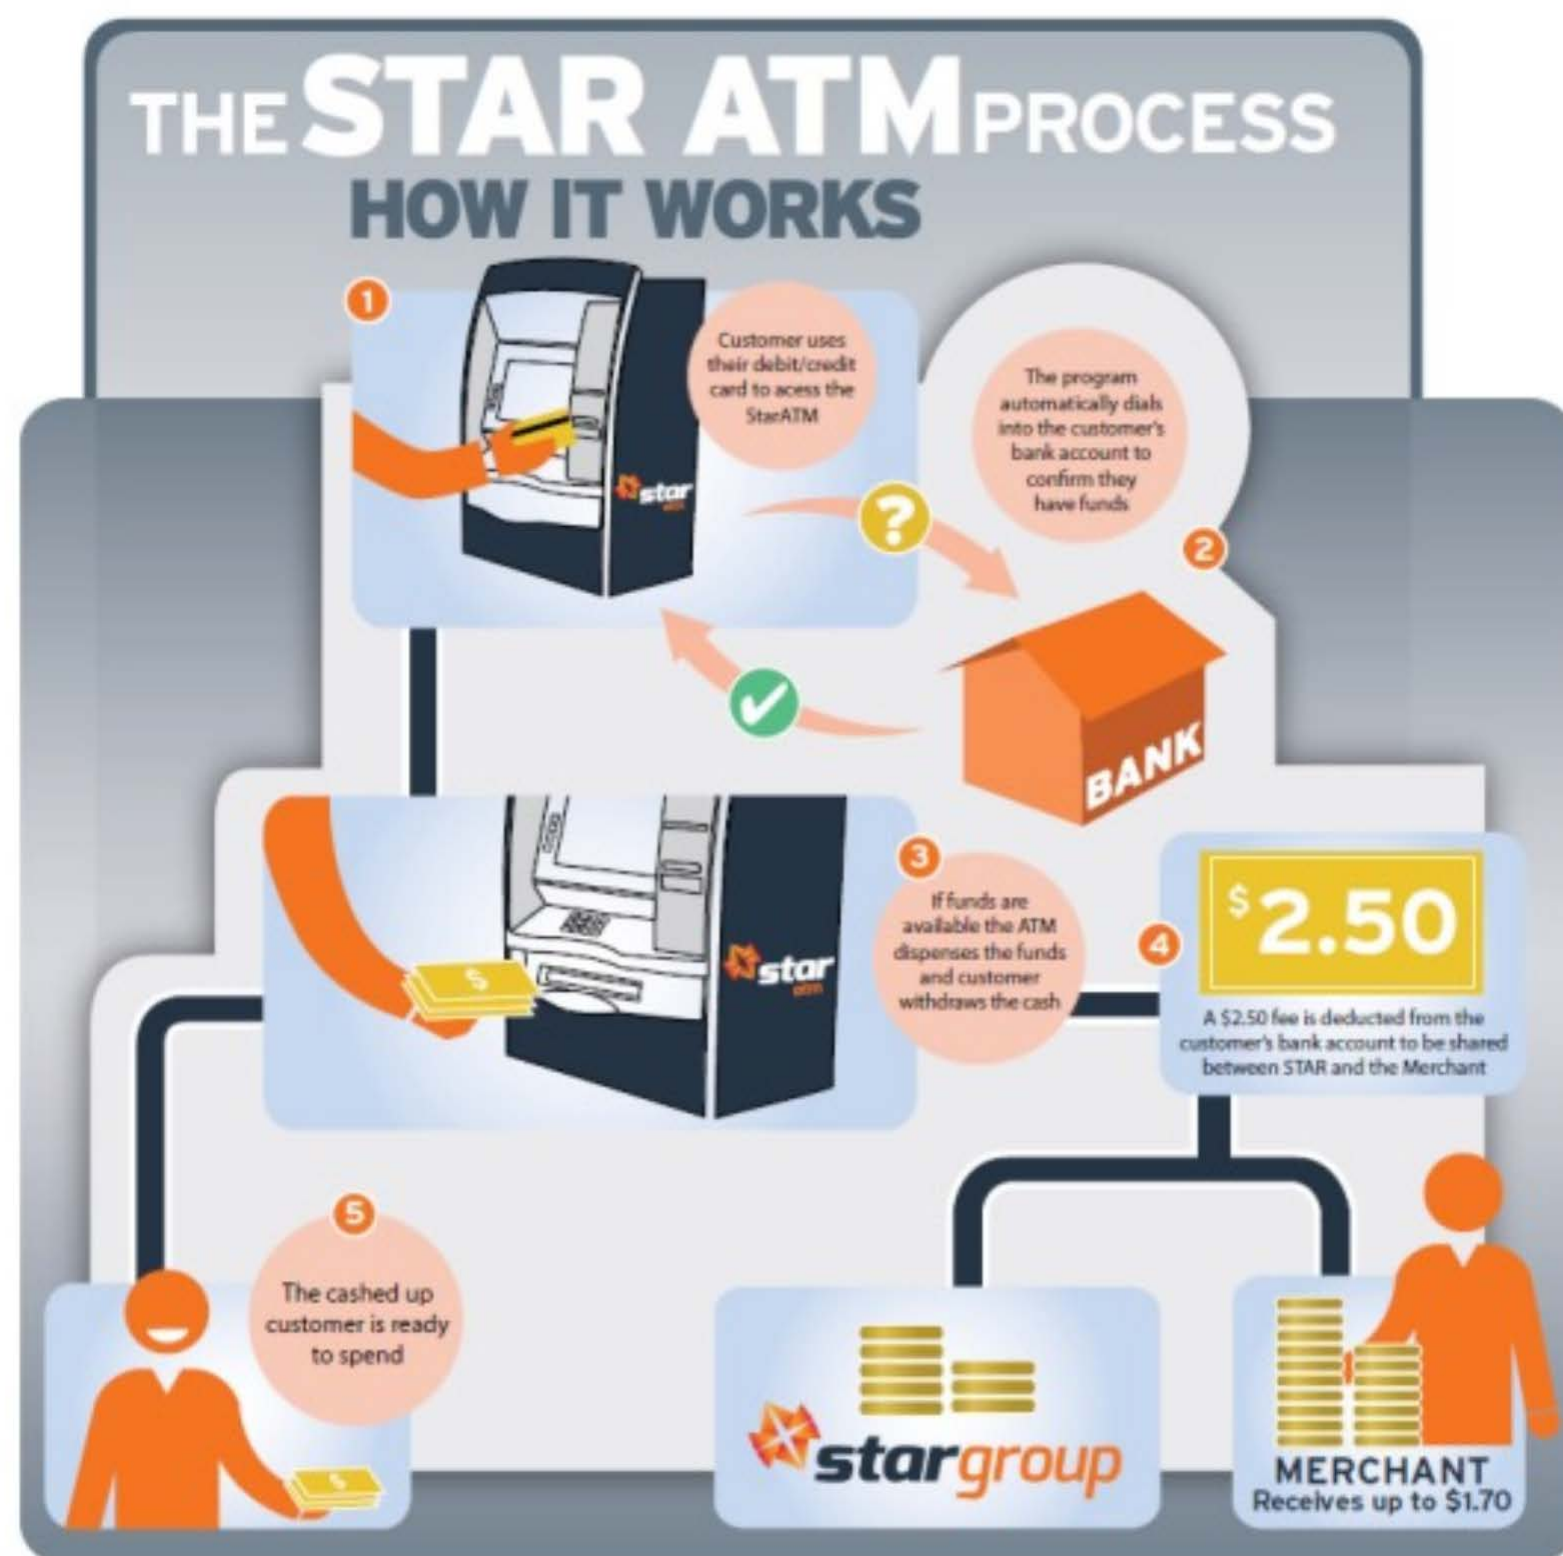 THE STAR ATM PROCESS
HOW IT WORKS
1
Customer uses
their debit/credit
card to acess the
StarATM
star
atm
?
The program
automatically dials
into the customer's
bank account to
confirm they
have funds
2
BANK
3
If funds are
available the ATM
dispenses the funds
and customer
withdraws the cash
$
star
atm
4
$2.50
A $2.50 fee is deducted from the
customer's bank account to be shared
between STAR and the Merchant
5
The cashed up
customer is ready
to spend
$
stargroup
MERCHANT
Receives up to $1.70